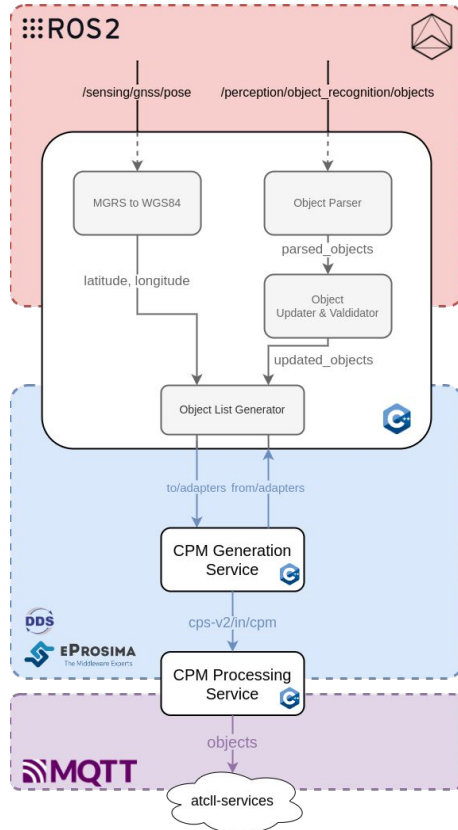 ROS2
/sensing/gnss/pose
/perception/object_recognition/objects
MGRS to WGS84
Object Parser
parsed_objects
latitude, longitude
Object
Updater & Valdidator
updated_objects
Object List Generator
C++
to/adapters
from/adapters
CPM Generation
Service
C++
cps-v2/in/cpm
DDS
eProsima
The Middleware Experts
CPM Processing
Service
C++
objects
MQTT
atcll-services